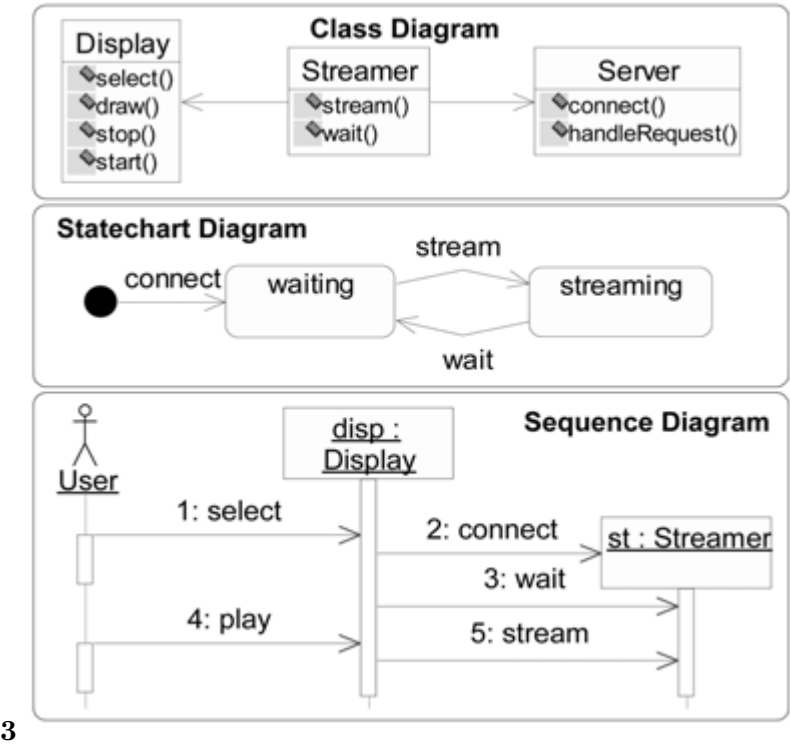 Class Diagram
Display
select()
draw()
stop()
start()
Streamer
stream()
wait()
Server
connect()
handleRequest()
Statechart Diagram
connect
waiting
stream
streaming
wait
Sequence Diagram
User
disp :
Display
1: select
2: connect
st : Streamer
3: wait
4: play
5: stream
3